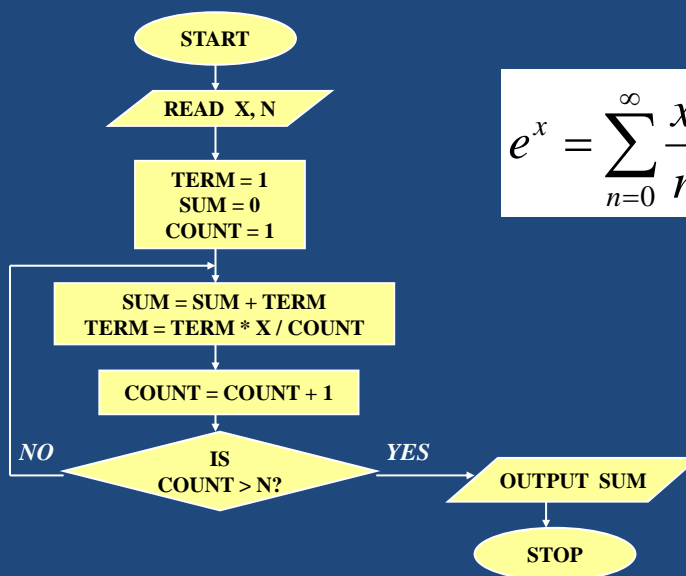 START
READ X, N
TERM = 1
SUM = 0
COUNT = 1
SUM = SUM + TERM
TERM = TERM * X / COUNT
COUNT = COUNT + 1
IS
COUNT > N?
NO
YES
OUTPUT SUM
STOP
e^x = ∑_{n=0}^{∞} x